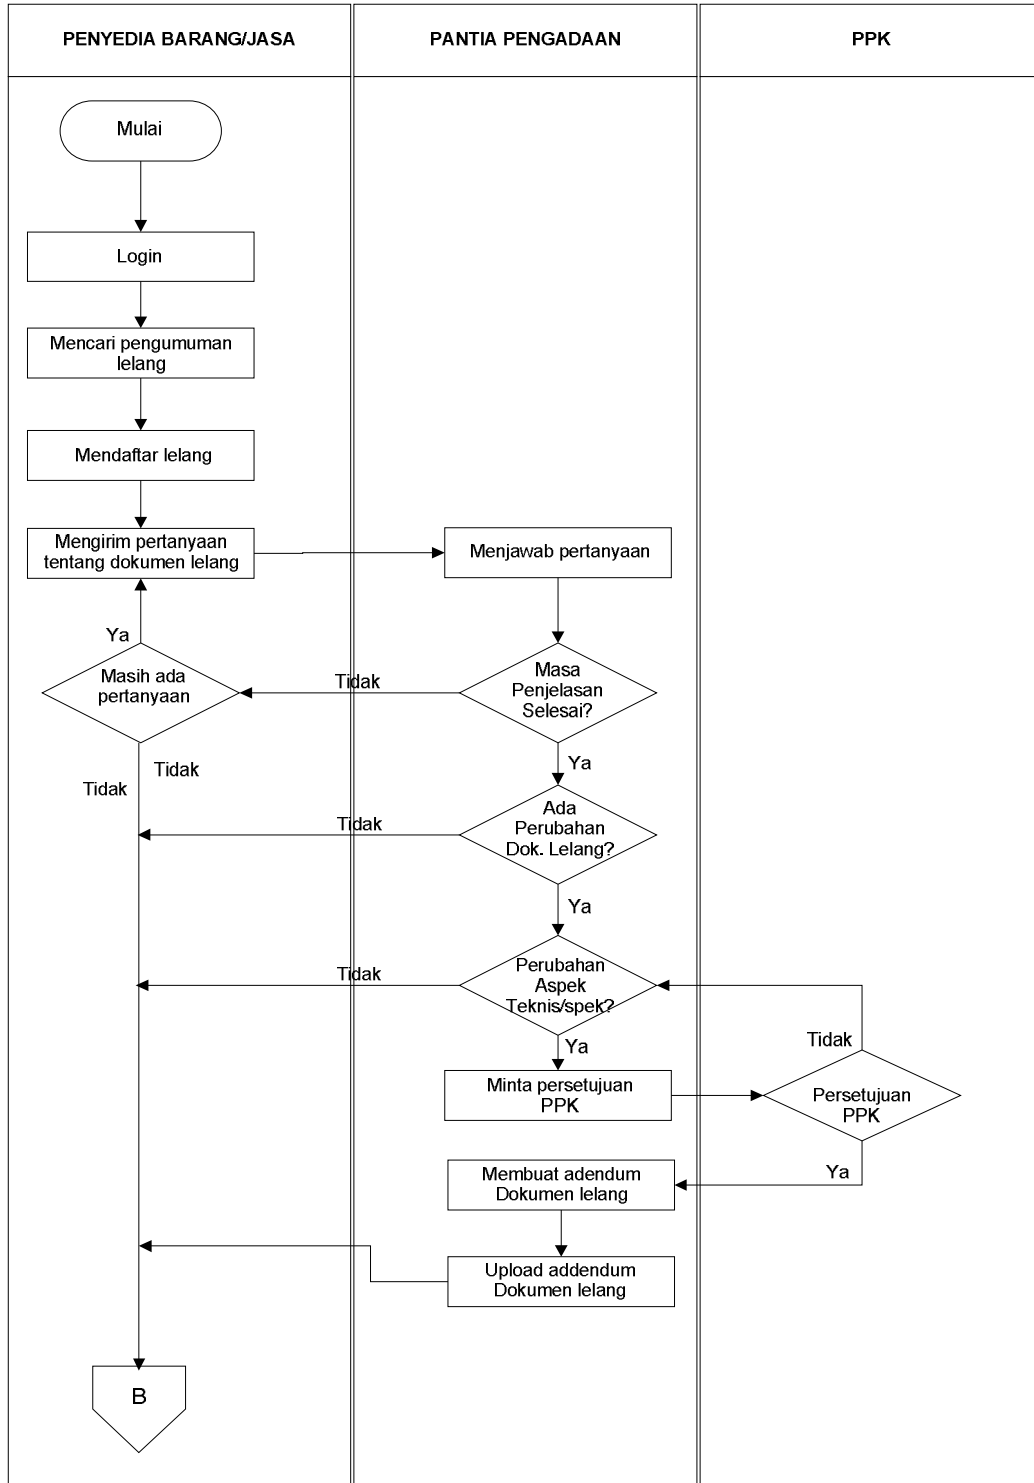 PENYEDIA BARANG/JASA
PANTIA PENGADAAN
PPK
Mulai
Login
Mencari pengumuman
lelang
Mendaftar lelang
Mengirim pertanyaan
tentang dokumen lelang
Menjawab pertanyaan
Ya
Masih ada
pertanyaan
Tidak
Masa
Penjelasan
Selesai?
Ya
Tidak
Tidak
Tidak
Ada
Perubahan
Dok. Lelang?
Ya
Tidak
Perubahan
Aspek
Teknis/spek?
Ya
Tidak
Minta persetujuan
PPK
Persetujuan
PPK
Ya
Membuat adendum
Dokumen lelang
Upload addendum
Dokumen lelang
B